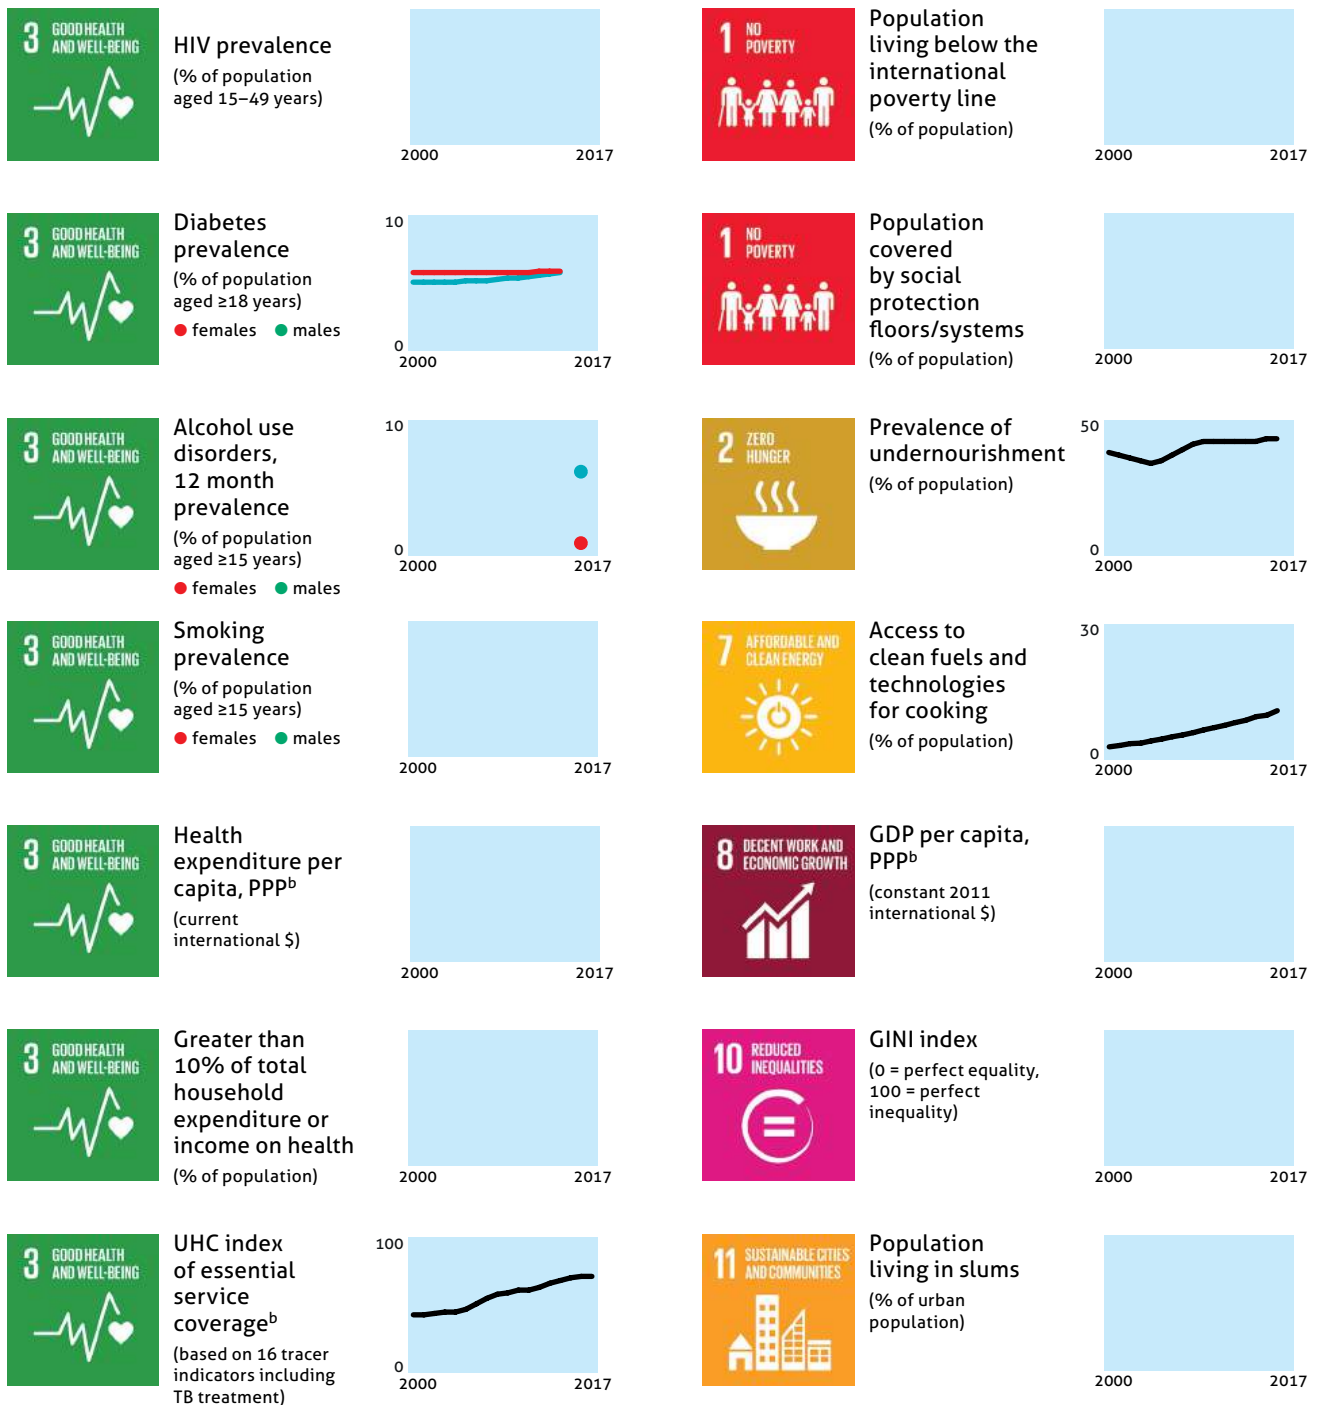 3 GOOD HEALTH
AND WELL-BEING
HIV prevalence
(% of population
aged 15–49 years)
2000 2017
1 NO
POVERTY
Population
living below the
international
poverty line
(% of population)
2000 2017
3 GOOD HEALTH
AND WELL-BEING
Diabetes
prevalence
(% of population
aged ≥18 years)
females males
10
0
2000 2017
1 NO
POVERTY
Population
covered
by social
protection
floors/systems
(% of population)
2000 2017
3 GOOD HEALTH
AND WELL-BEING
Alcohol use
disorders,
12 month
prevalence
(% of population
aged ≥15 years)
females males
10
0
2000 2017
2 ZERO
HUNGER
Prevalence of
undernourishment
(% of population)
50
0
2000 2017
3 GOOD HEALTH
AND WELL-BEING
Smoking
prevalence
(% of population
aged ≥15 years)
females males
2000 2017
7 AFFORDABLE AND
CLEAN ENERGY
Access to
clean fuels and
technologies
for cooking
(% of population)
30
0
2000 2017
3 GOOD HEALTH
AND WELL-BEING
Health
expenditure per
capita, PPPᵇ
(current
international $)
2000 2017
8 DECENT WORK AND
ECONOMIC GROWTH
GDP per capita,
PPPᵇ
(constant 2011
international $)
2000 2017
3 GOOD HEALTH
AND WELL-BEING
Greater than
10% of total
household
expenditure or
income on health
(% of population)
2000 2017
10 REDUCED
INEQUALITIES
GINI index
(0 = perfect equality,
100 = perfect
inequality)
2000 2017
3 GOOD HEALTH
AND WELL-BEING
UHC index
of essential
service
coverageᵇ
(based on 16 tracer
indicators including
TB treatment)
100
0
2000 2017
11 SUSTAINABLE CITIES
AND COMMUNITIES
Population
living in slums
(% of urban
population)
2000 2017